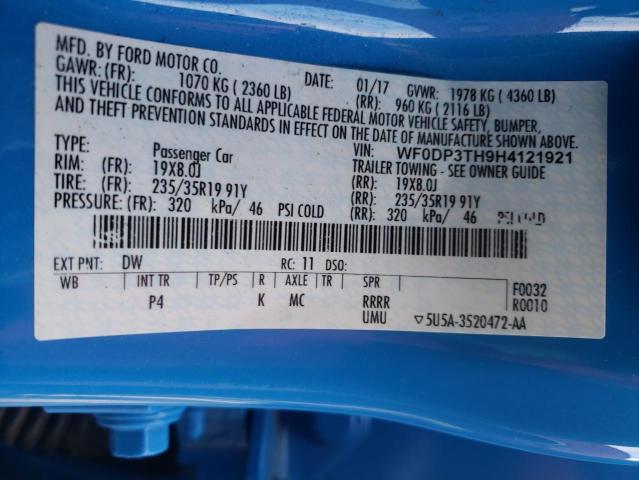 MFD. BY FORD MOTOR CO.
DATE: 01/17 GVWR: 1978 KG ( 4360 LB)
GAWR: (FR): 1070 KG ( 2360 LB) (RR): 960 KG ( 2116 LB)
THIS VEHICLE CONFORMS TO ALL APPLICABLE FEDERAL MOTOR VEHICLE SAFETY, BUMPER,
AND THEFT PREVENTION STANDARDS IN EFFECT ON THE DATE OF MANUFACTURE SHOWN ABOVE.
VIN: WF0DP3TH9H4121921
TYPE: Passenger Car TRAILER TOWING - SEE OWNER GUIDE
RIM: (FR): 19X8.0J (RR): 19X8.0J
TIRE: (FR): 235/35R19 91Y (RR): 235/35R19 91Y
PRESSURE: (FR): 320 kPa/ 46 PSI COLD (RR): 320 kPa/ 46 PSI COLD
EXT PNT: DW RC: 11 DSO:
WB INT TR TP/PS R AXLE TR SPR F0032
P4 K MC RRRR R0010
UMU ▽5U5A-3520472-AA